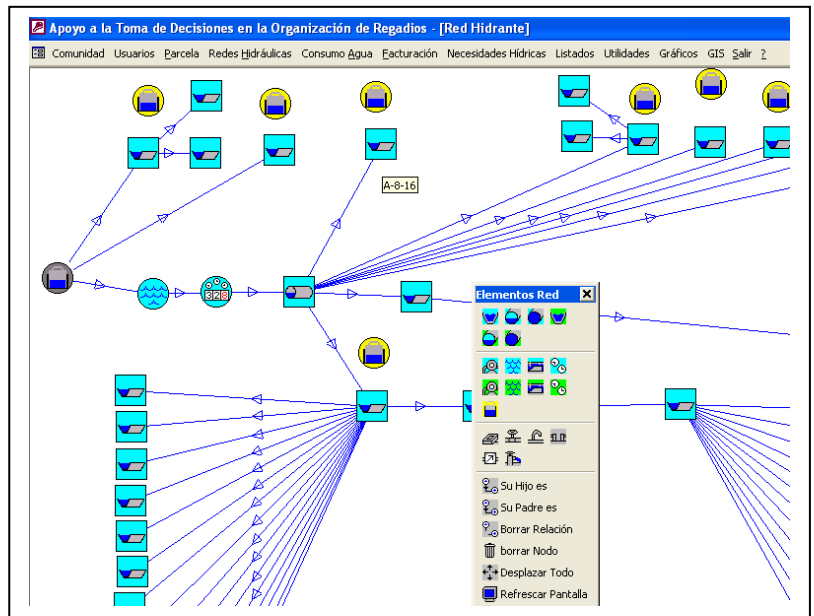 Apoyo a la Toma de Decisiones en la Organización de Regadios - [Red Hidrante]
Comunidad Usuarios Parcela Redes Hidráulicas Consumo Agua Facturación Necesidades Hídricas Listados Utilidades Gráficos GIS Salir ?
A-8-16
328
Elementos Red
Su Hijo es
Su Padre es
Borrar Relación
borrar Nodo
Desplazar Todo
Refrescar Pantalla